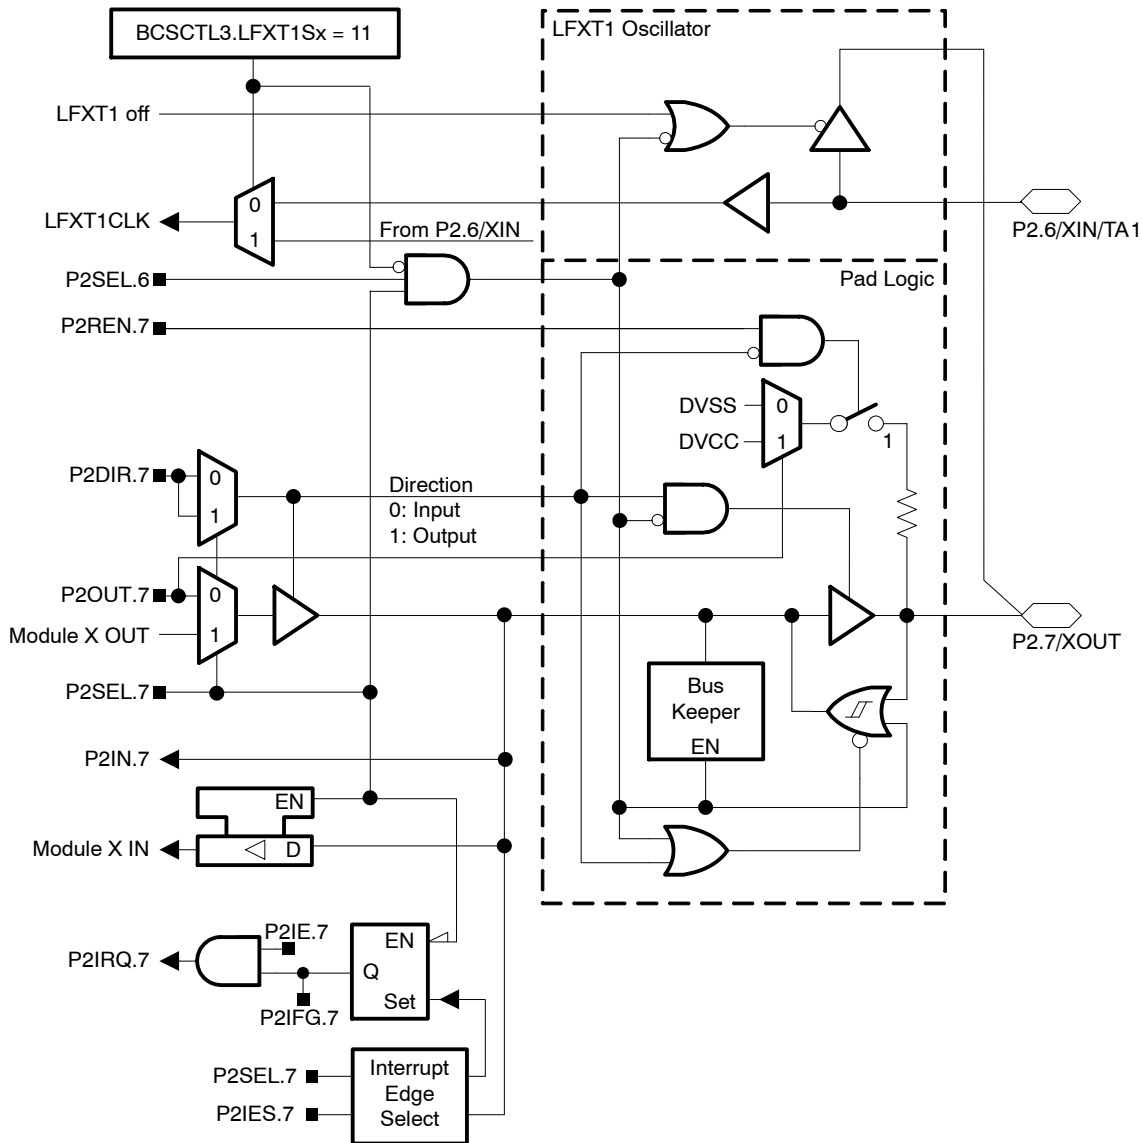 BCSCTL3.LFXT1Sx = 11
LFXT1 Oscillator
LFXT1 off
0
LFXT1CLK
1
From P2.6/XIN
P2.6/XIN/TA1
P2SEL.6
Pad Logic
P2REN.7
DVSS
0
DVCC
1
1
P2DIR.7
0
1
Direction
0: Input
1: Output
P2OUT.7
0
Module X OUT
1
P2.7/XOUT
P2SEL.7
Bus
Keeper
EN
P2IN.7
EN
Module X IN
D
P2IE.7
P2IRQ.7
EN
Q
Set
P2IFG.7
P2SEL.7
P2IES.7
Interrupt
Edge
Select